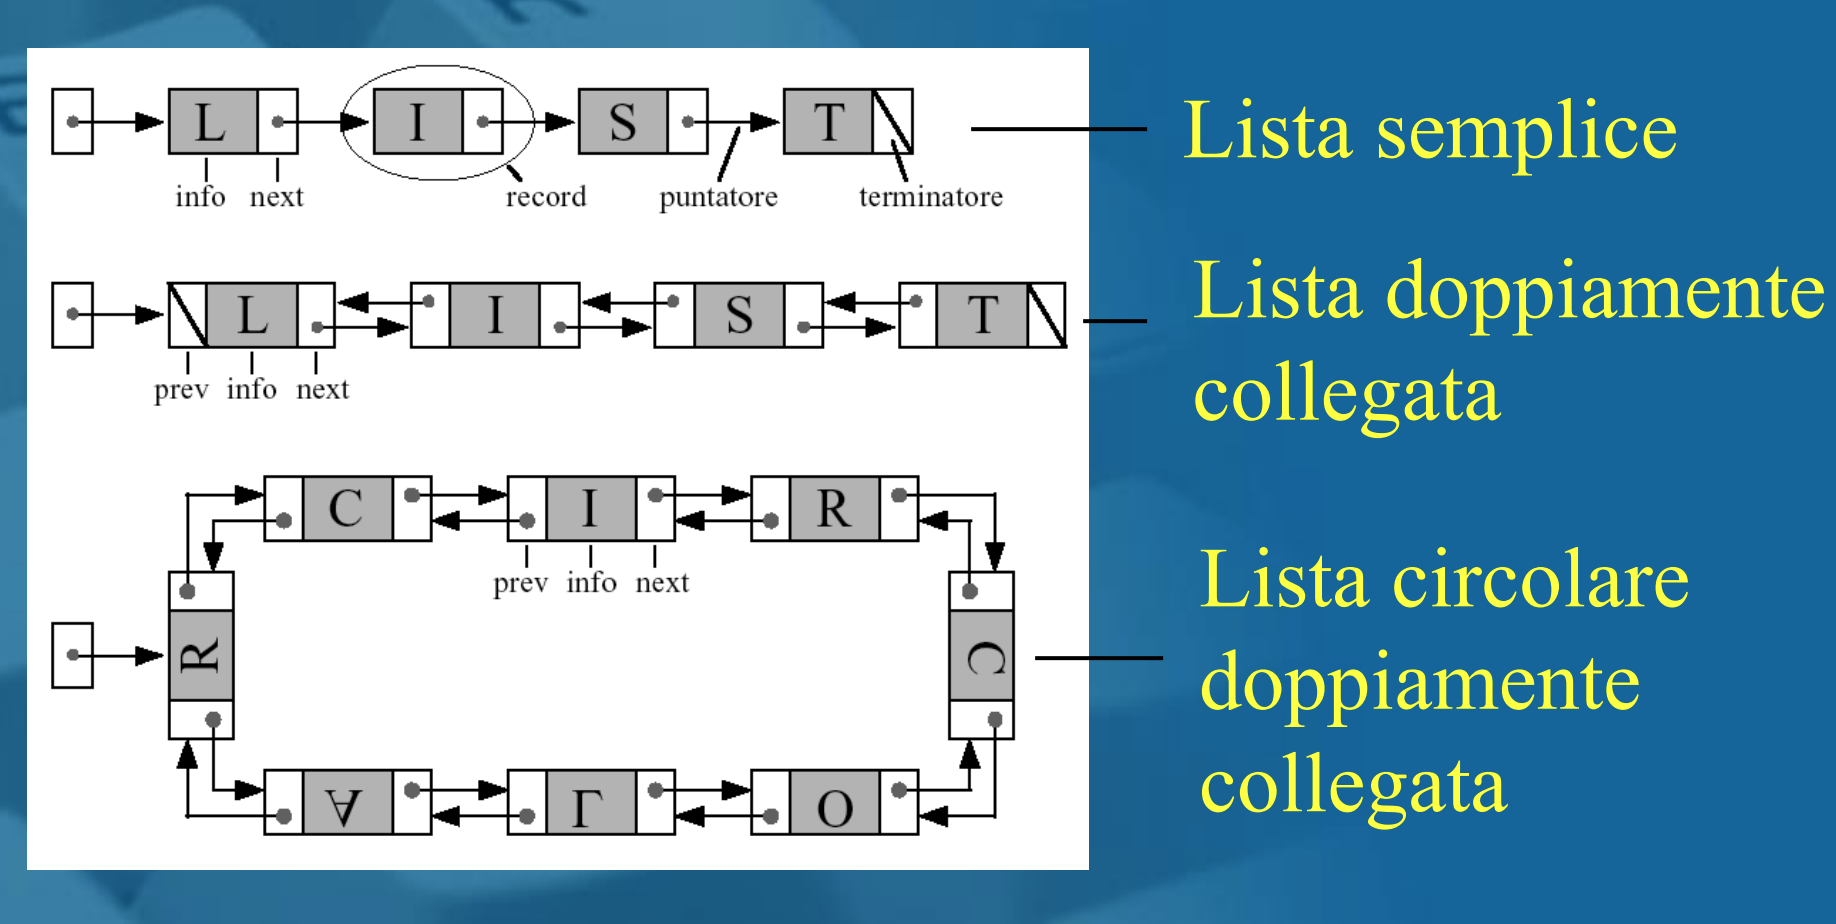 L I S T
info next record puntatore terminatore
Lista semplice
L I S T
prev info next
Lista doppiamente
collegata
C I R
prev info next
R C
A L O
Lista circolare
doppiamente
collegata